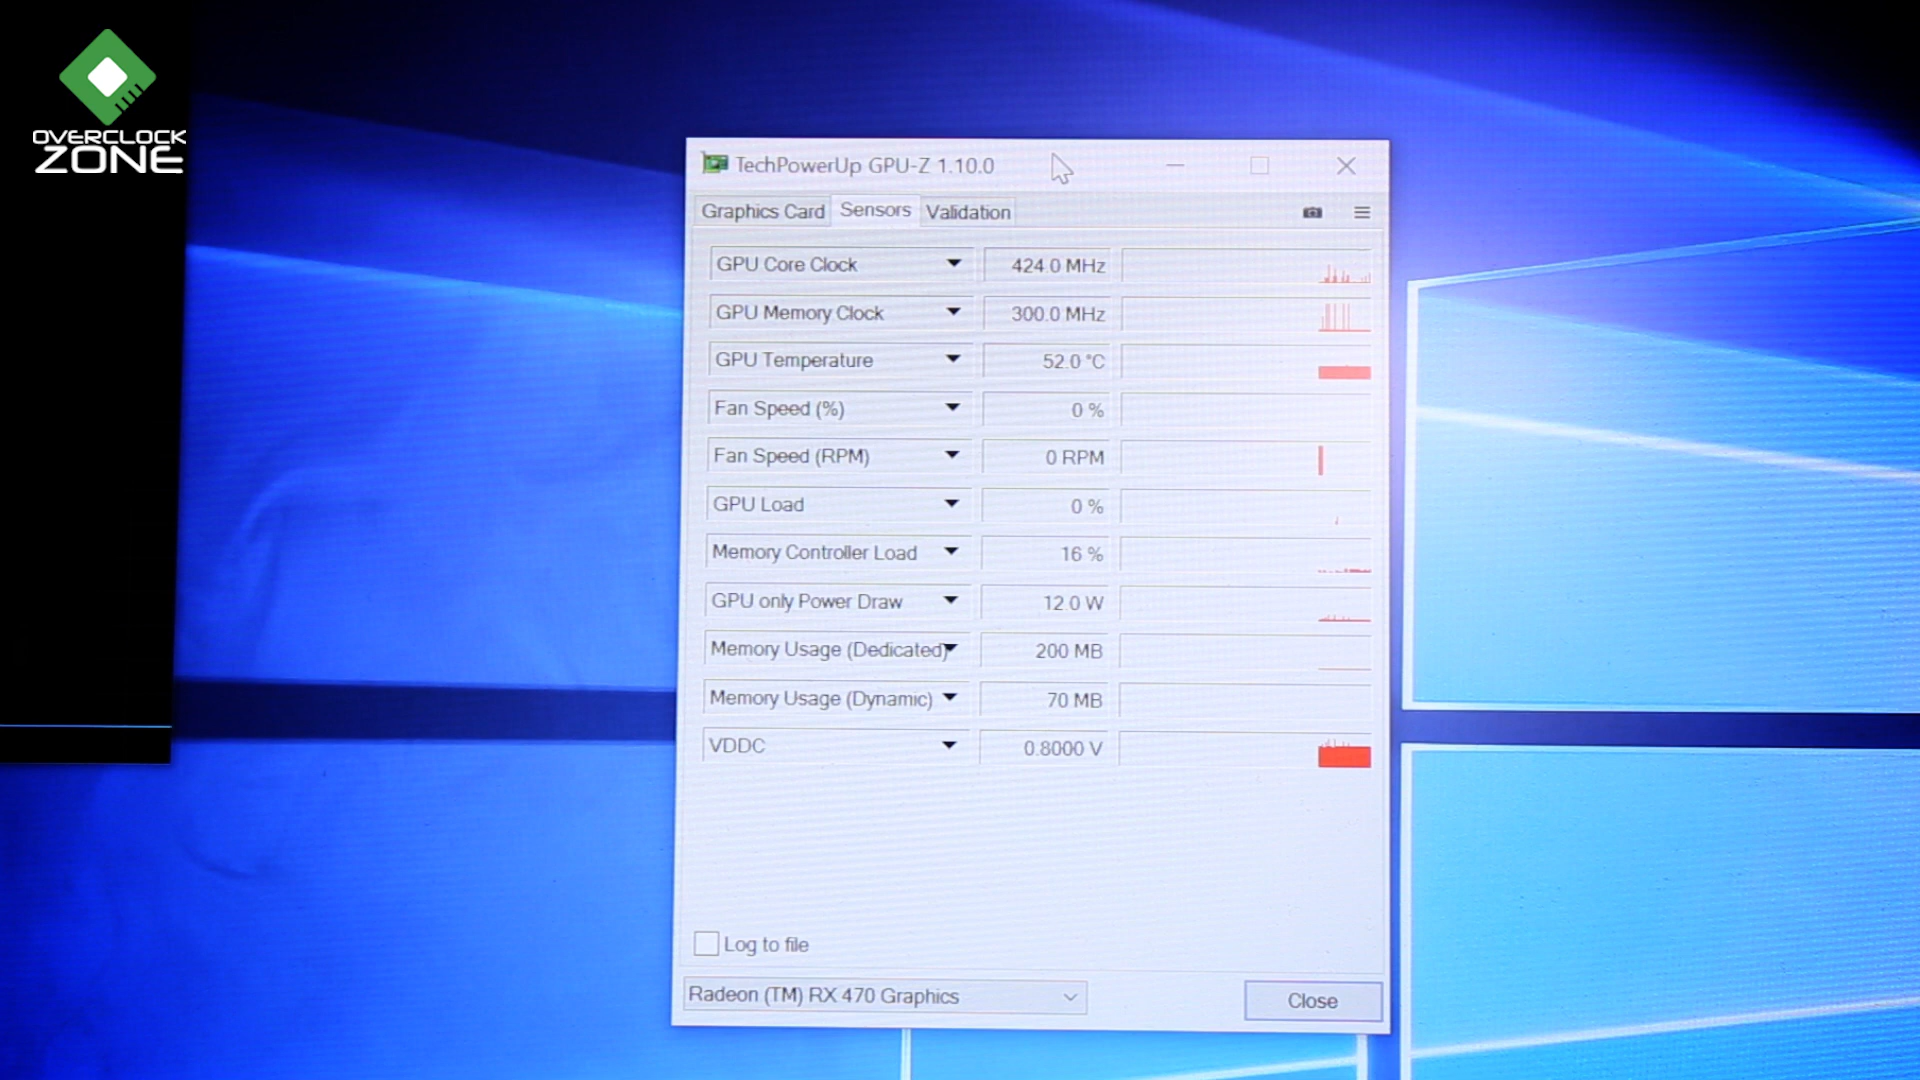 OVERCLOCK
ZONE
TechPowerUp GPU-Z 1.10.0
Graphics Card Sensors Validation
GPU Core Clock 424.0 MHz
GPU Memory Clock 300.0 MHz
GPU Temperature 52.0 °C
Fan Speed (%) 0 %
Fan Speed (RPM) 0 RPM
GPU Load 0 %
Memory Controller Load 16 %
GPU only Power Draw 12.0 W
Memory Usage (Dedicated) 200 MB
Memory Usage (Dynamic) 70 MB
VDDC 0.8000 V
Log to file
Radeon (TM) RX 470 Graphics Close